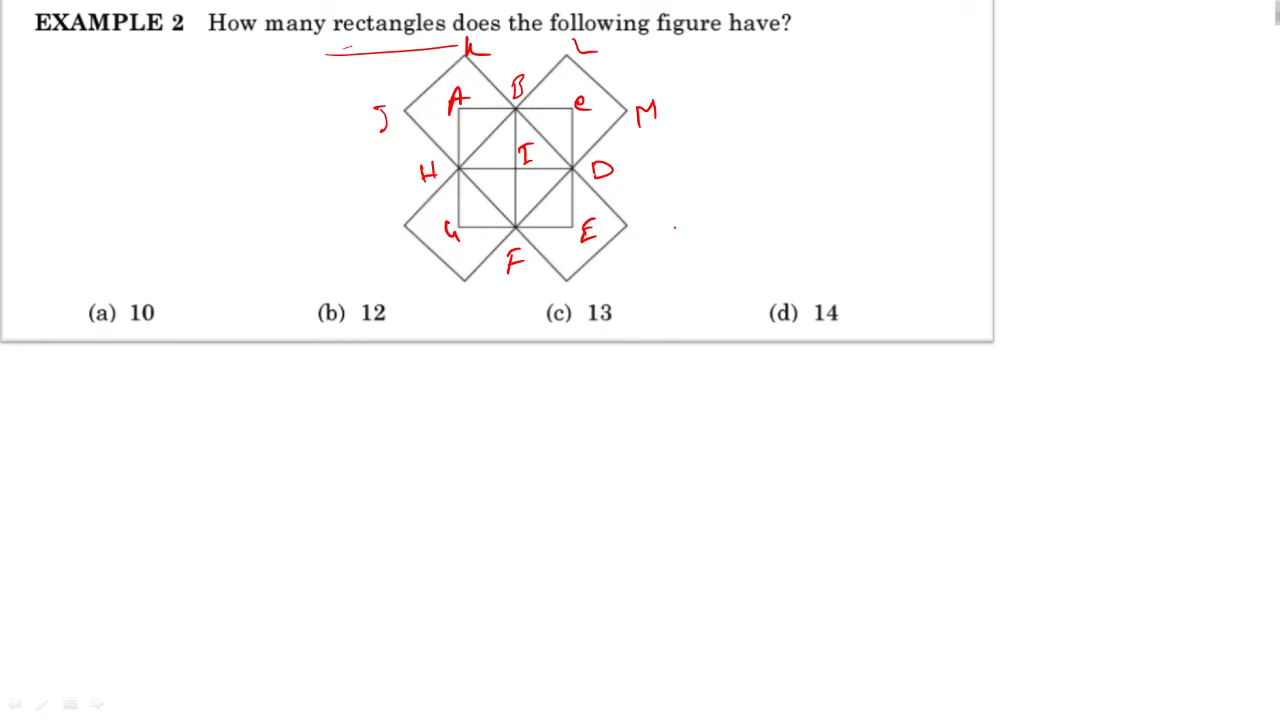 EXAMPLE 2 How many rectangles does the following figure have?
K L
B
J A C M
I
H D
G E
F
(a) 10 (b) 12 (c) 13 (d) 14